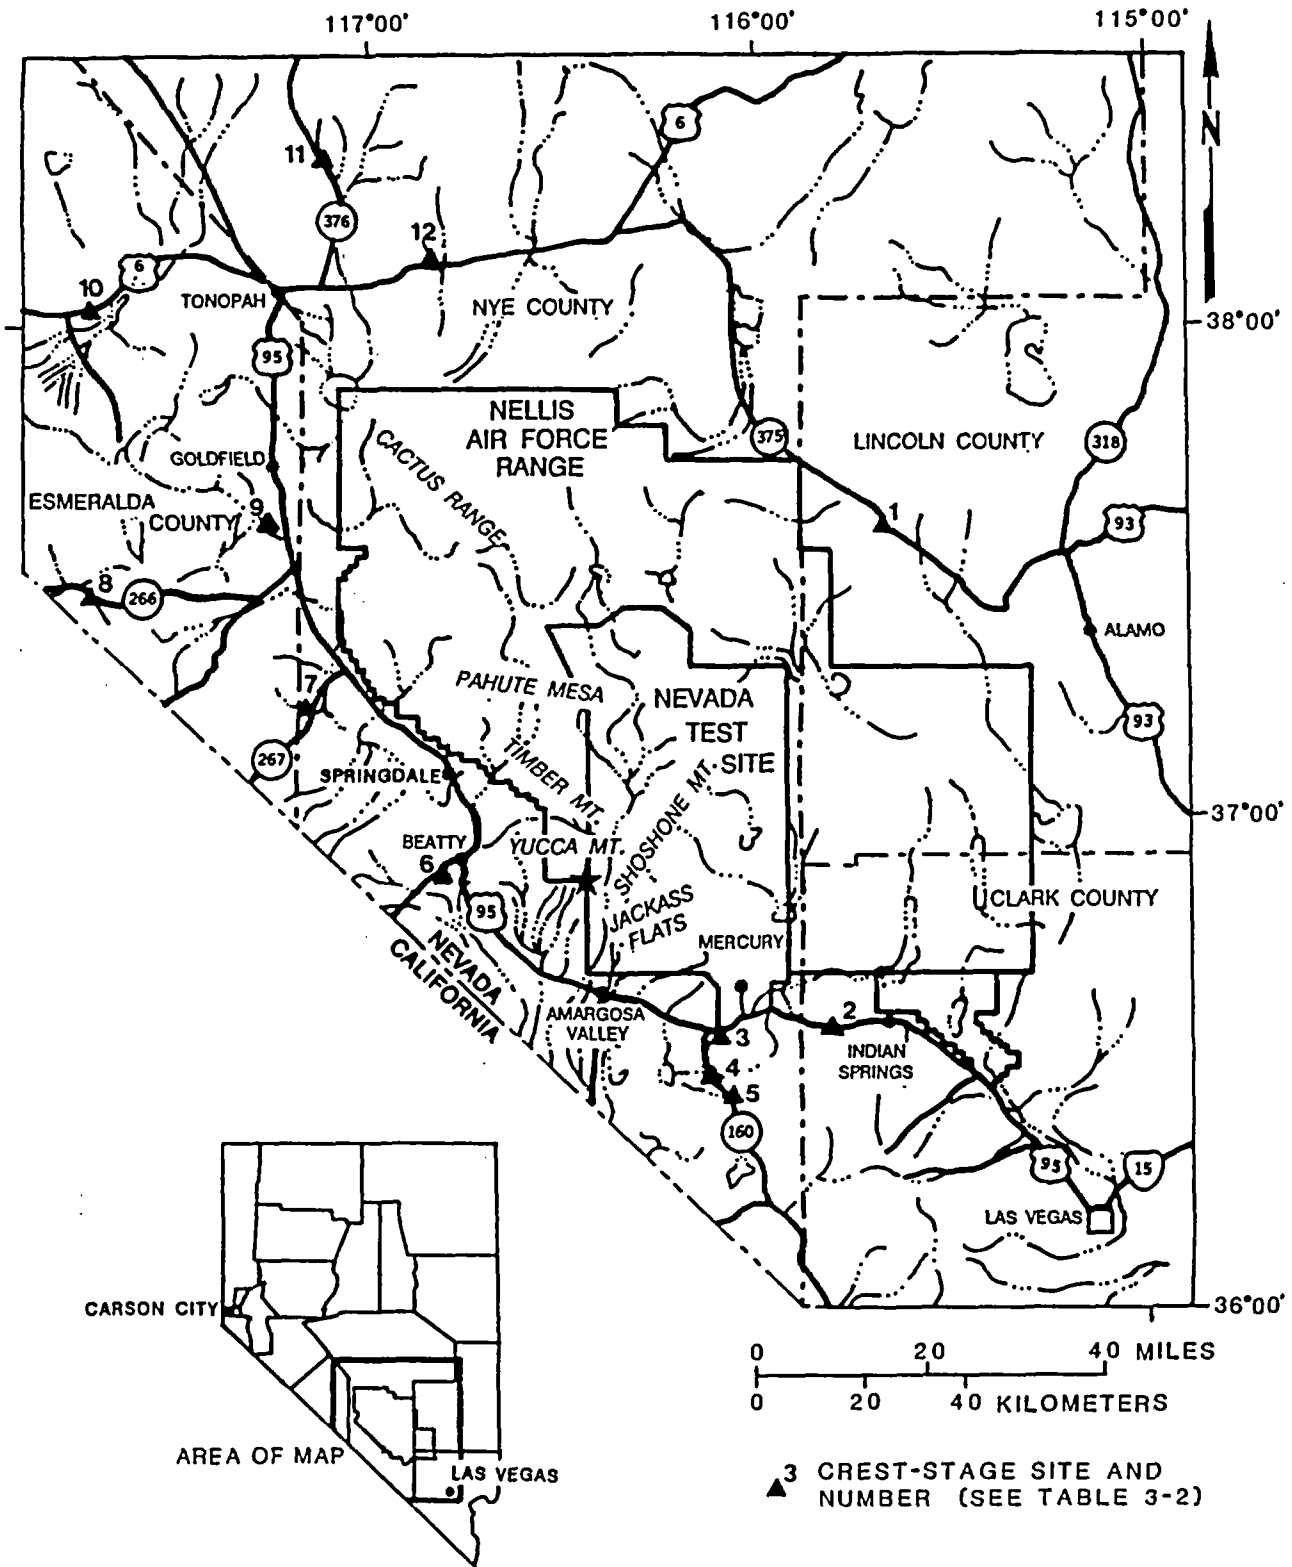 117°00'
116°00'
115°00'
N
6
11
376
12
6
10
TONOPAH
NYE COUNTY
38°00'
95
NELLIS
AIR FORCE
RANGE
375
LINCOLN COUNTY
318
CACTUS RANGE
GOLDFIELD
ESMERALDA
COUNTY
9
1
93
8
266
ALAMO
PAHUTE MESA
NEVADA
TEST
SITE
7
93
267
SPRINGDALE
TIMBER MT.
SHOSHONE MT.
37°00'
BEATTY
YUCCA MT.
6
95
JACKASS
FLATS
CLARK COUNTY
MERCURY
NEVADA
CALIFORNIA
AMARGOSA
VALLEY
2
3
INDIAN
SPRINGS
4
5
160
95
15
LAS VEGAS
36°00'
CARSON CITY
0 20 40 MILES
0 20 40 KILOMETERS
AREA OF MAP
LAS VEGAS
3 CREST-STAGE SITE AND
NUMBER (SEE TABLE 3-2)